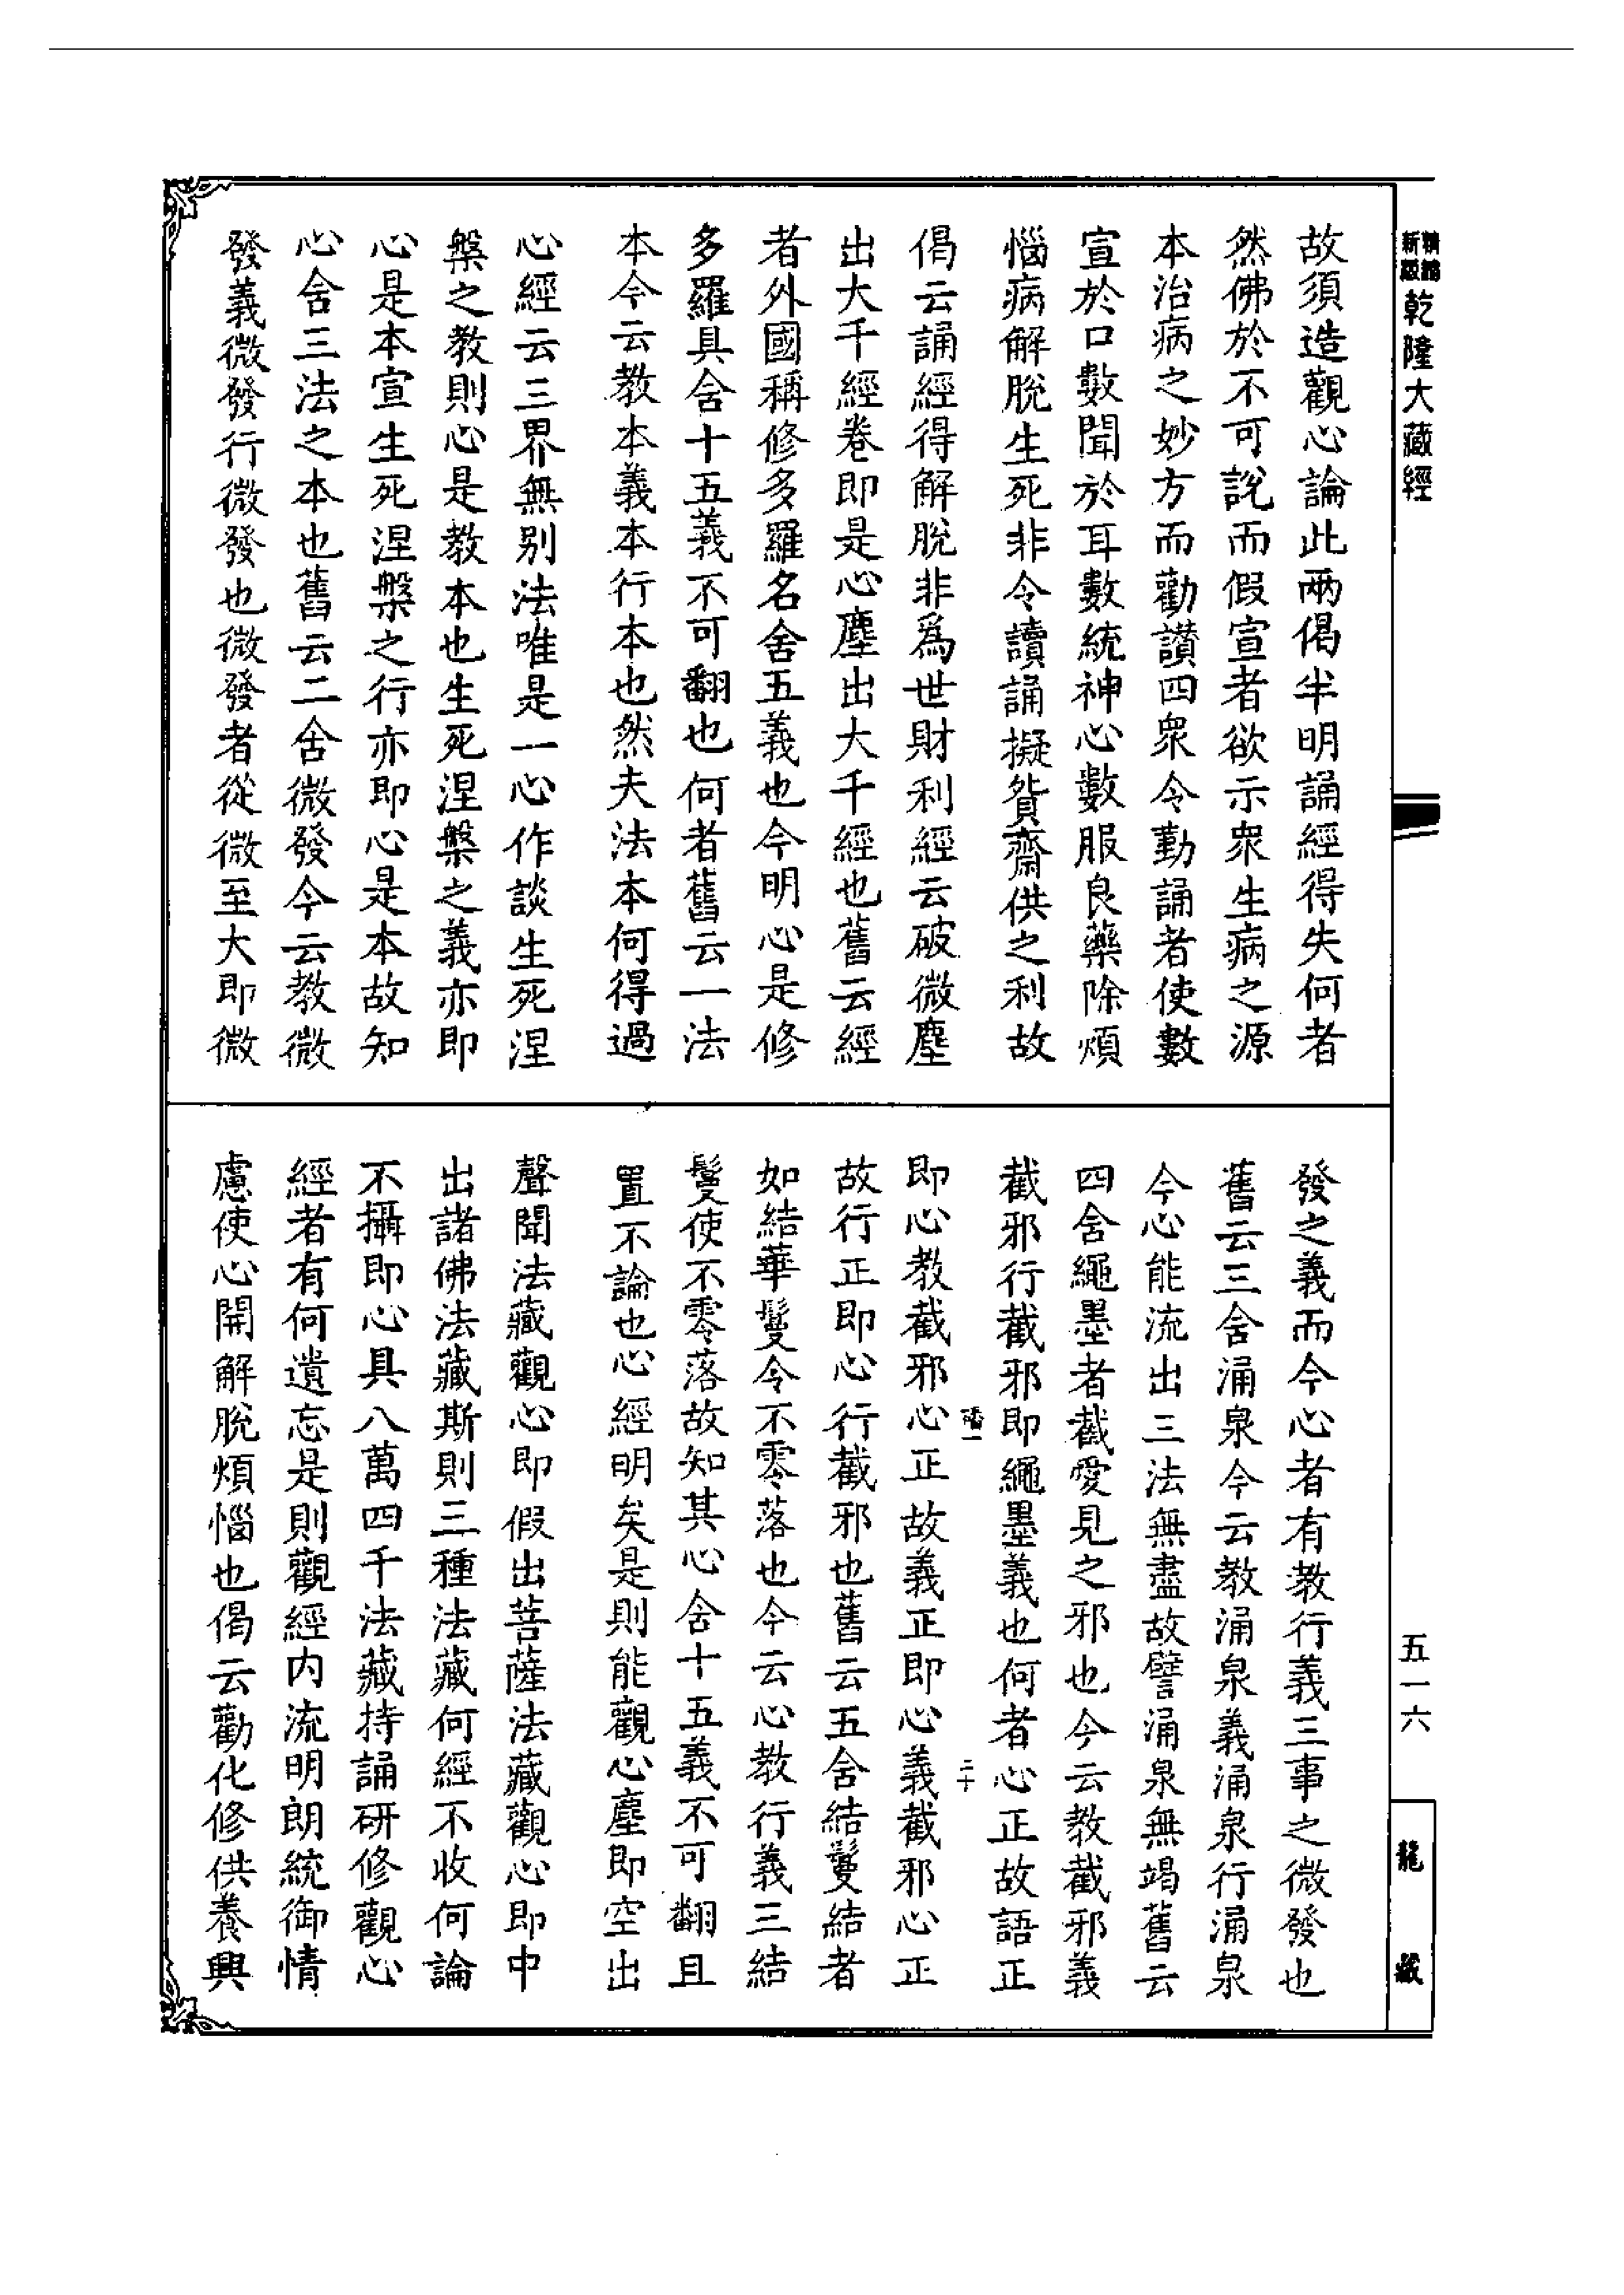 精縮新版乾隆大藏經
故須造觀心論此兩偈半明誦經得失何者
然佛於不可說而假宣者欲示衆生病之源
本治病之妙方而勸讚四衆令勤誦者使數
宣於口數聞於耳數統神心數服良藥除煩
惱病解脫生死非令讀誦擬貨齋供之利故
偈云誦經得解脫非爲世財利經云破微塵
出大千經卷即是心塵出大千經也舊云經
者外國稱修多羅名含五義也今明心是修
多羅具含十五義不可翻也何者舊云一法
本今云教本義本行本也然夫法本何得過
心經云三界無別法唯是一心作談生死涅
槃之教則心是教本也生死涅槃之義亦即
心是本宣生死涅槃之行亦即心是本故知
心含三法之本也舊云二含微發今云教微
發義微發行微發也微發者從微至大即微
發之義而今心者有教行義三事之微發也
舊云三含涌泉今云教涌泉義涌泉行涌泉
今心能流出三法無盡故譬涌泉無竭舊云
四含繩墨者截愛見之邪也今云教截邪義
截邪行截邪即繩墨義也何者心正故語正
即心教截邪心正故義正即心義截邪心正
故行正即心行截邪也舊云五含結鬘結者
如結華鬘令不零落也今云心教行義三結
鬘使不零落故知其心含十五義不可翻且
置不論也心經明矣是則能觀心塵即空出
聲聞法藏觀心即假出菩薩法藏觀心即中
出諸佛法藏斯則三種法藏何經不收何論
不攝即心具八萬四千法藏持誦研修觀心
經者有何遺忘是則觀經内流明朗統御情
慮使心開解脫煩惱也偈云勸化修供養興
二十
五一六
龍藏